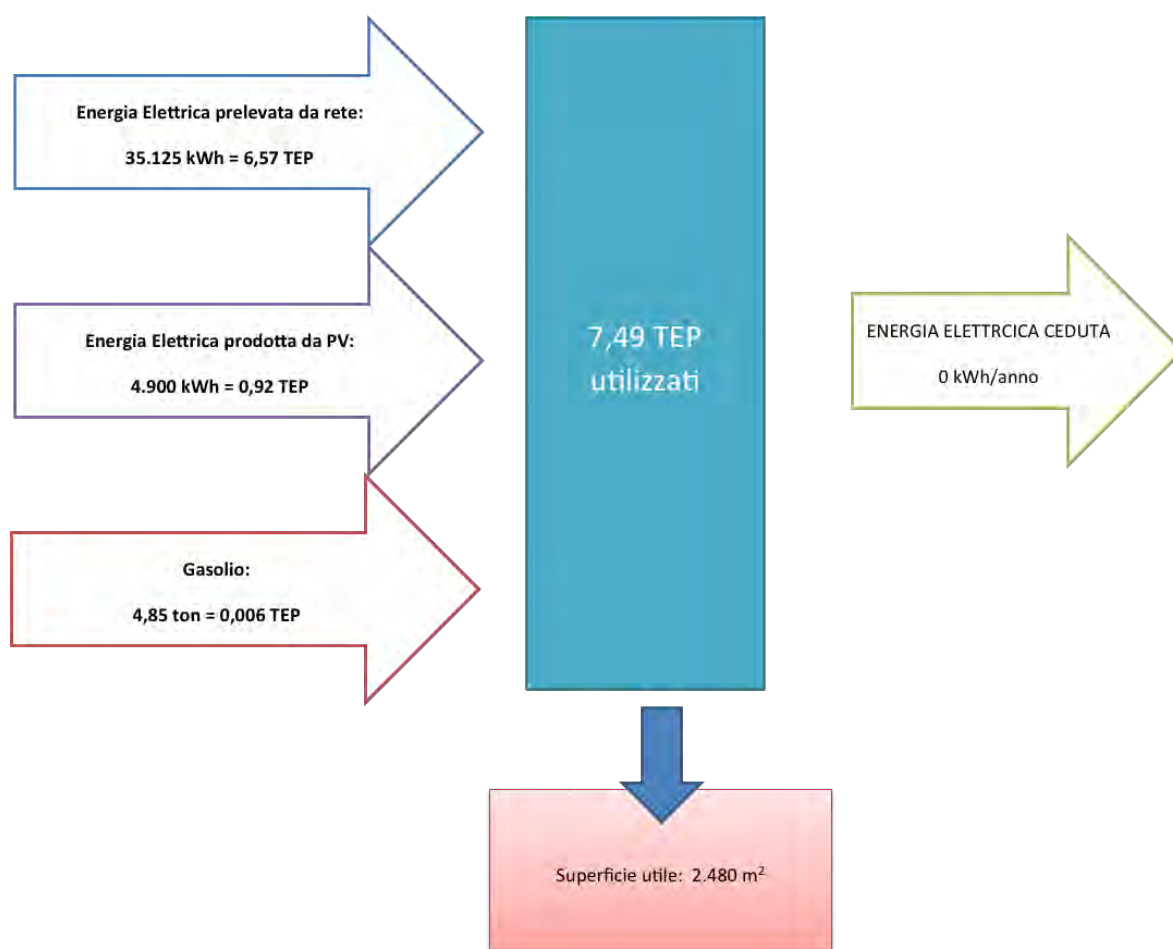 Energia Elettrica prelevata da rete:
35.125 kWh = 6,57 TEP
Energia Elettrica prodotta da PV:
4.900 kWh = 0,92 TEP
Gasolio:
4,85 ton = 0,006 TEP
7,49 TEP
utilizzati
ENERGIA ELETTRCICA CEDUTA
0 kWh/anno
Superficie utile: 2.480 m²